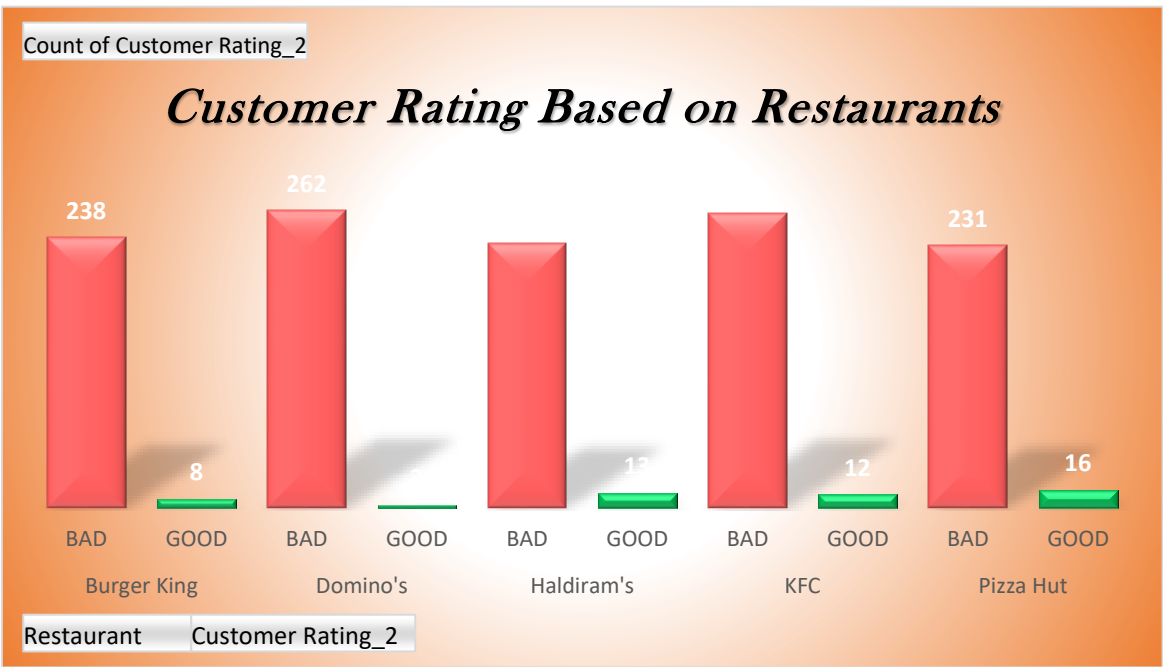 Count of Customer Rating_2
Customer Rating Based on Restaurants
238
262
231
8
13
12
16
BAD GOOD BAD GOOD BAD GOOD BAD GOOD BAD GOOD
Burger King Domino's Haldiram's KFC Pizza Hut
Restaurant Customer Rating_2